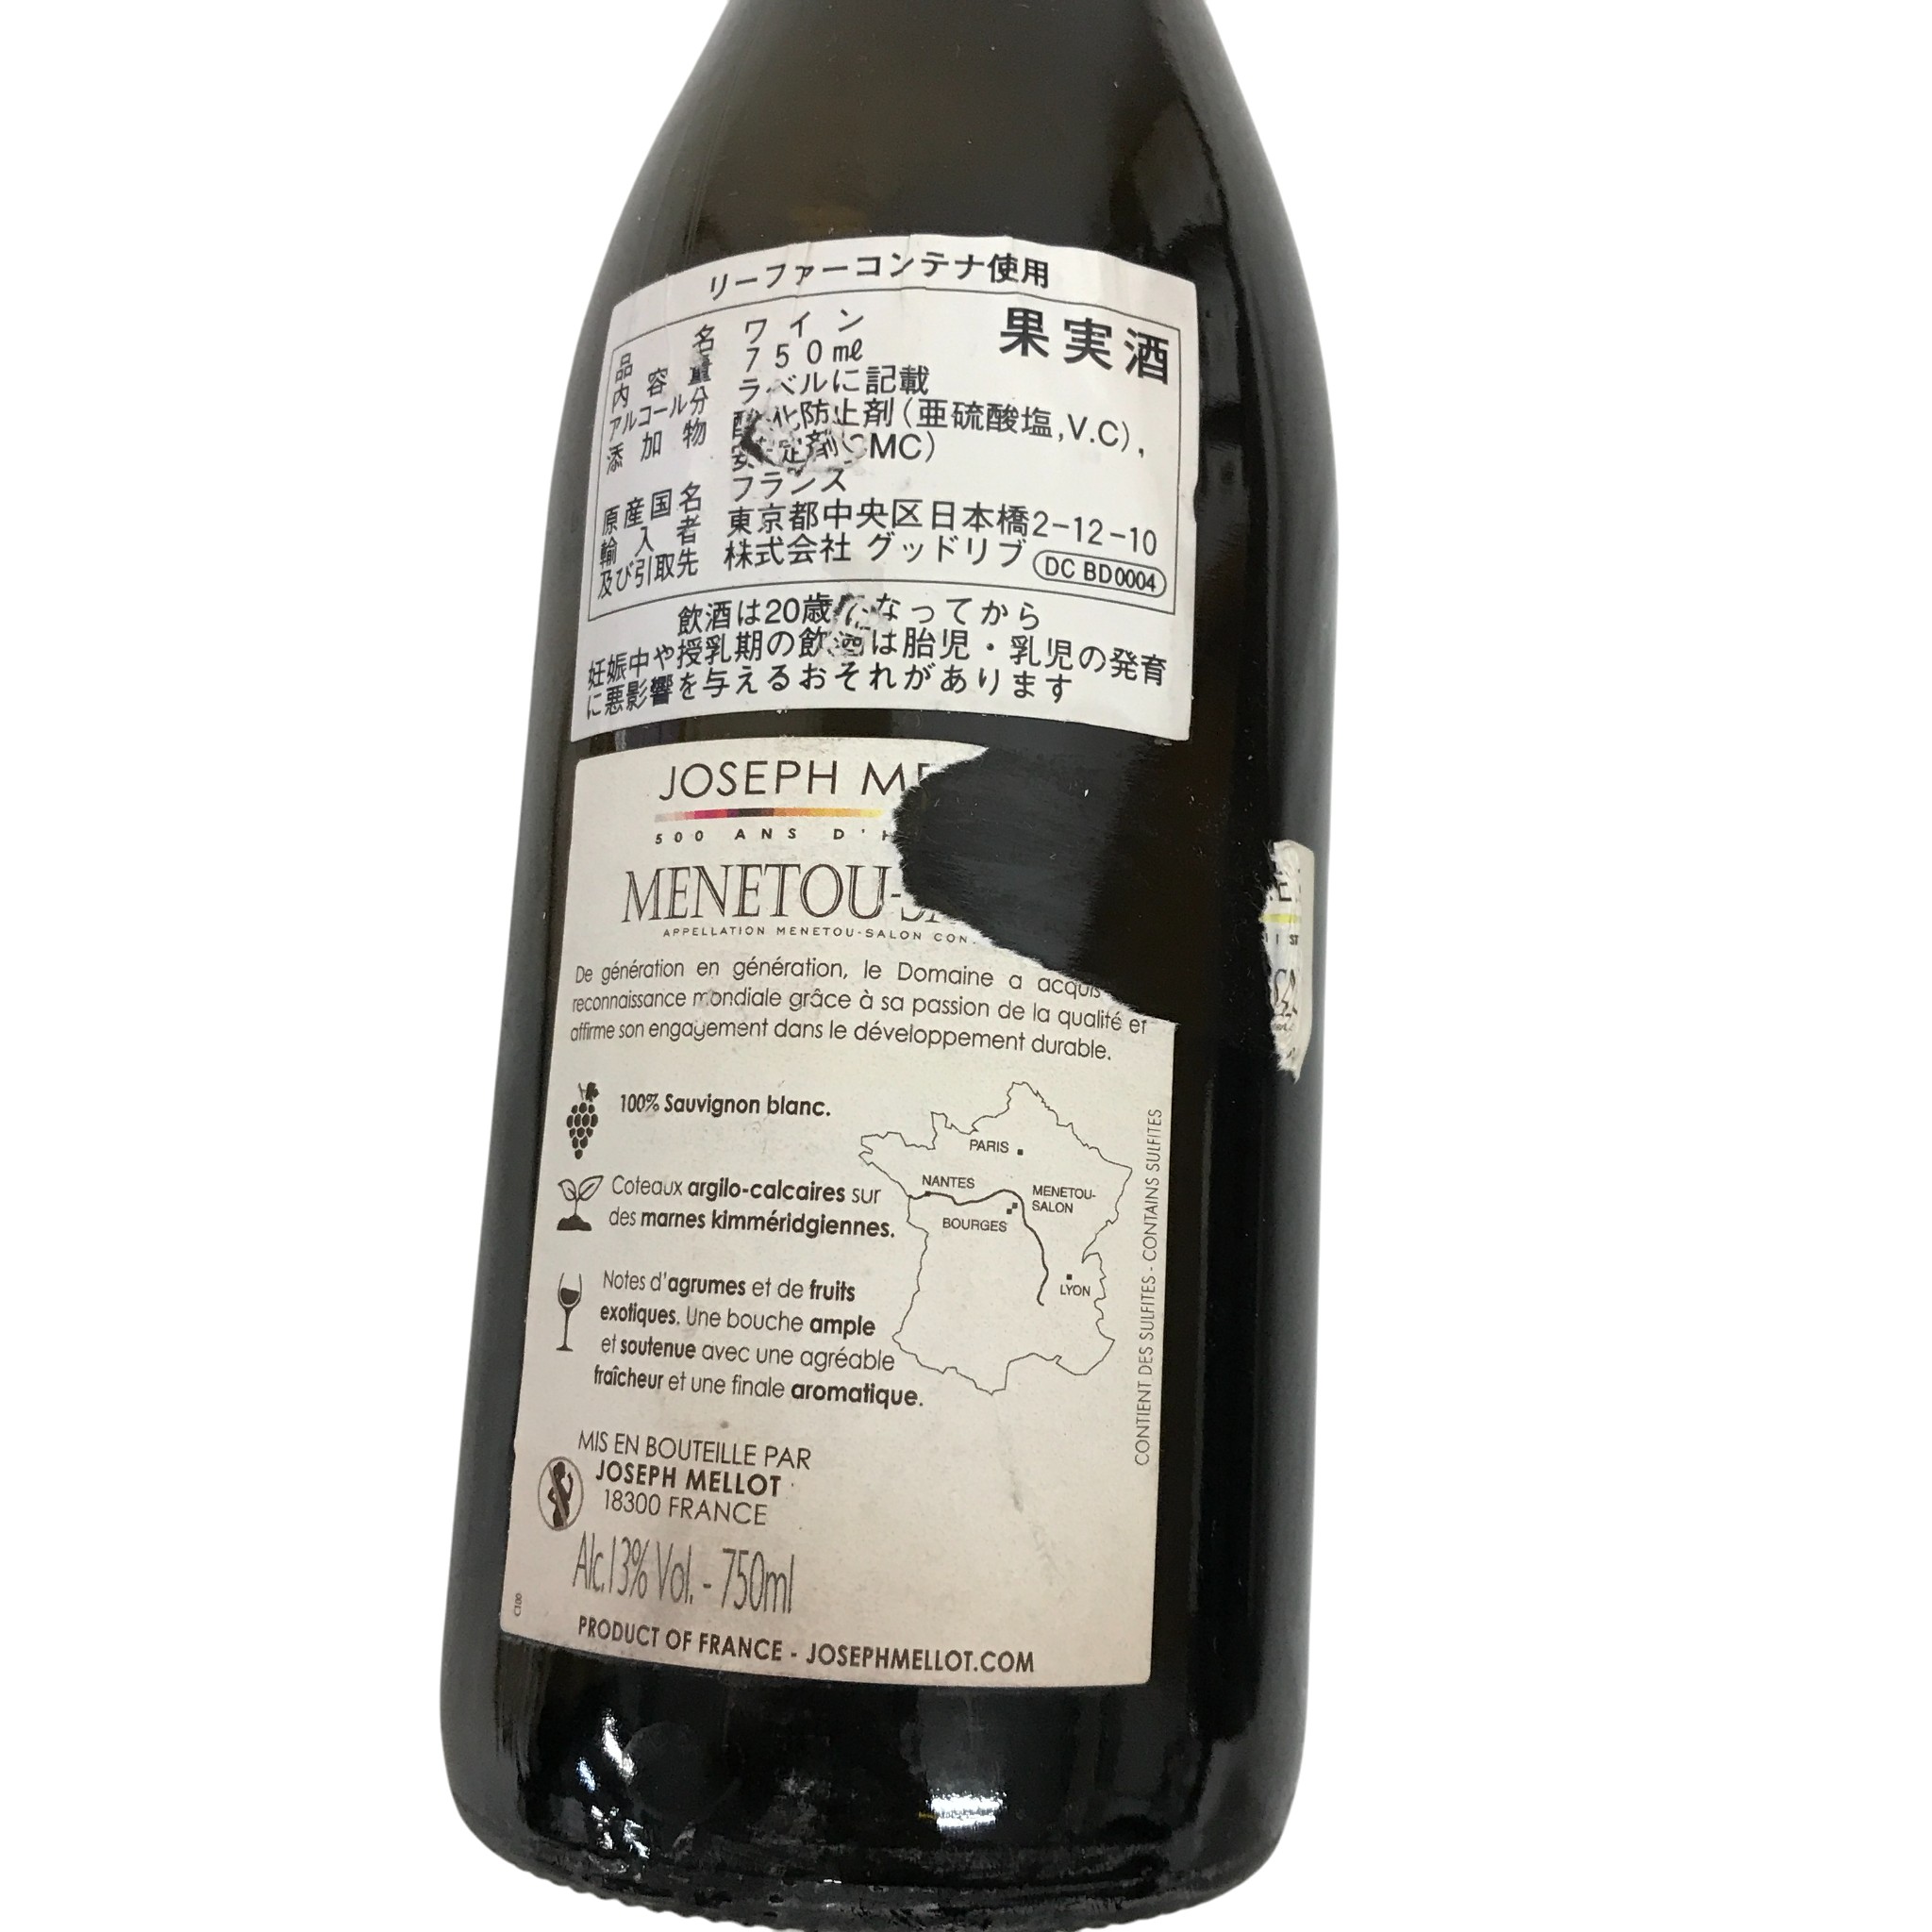 リーファーコンテナ使用
果実酒
品名 ワイン
内容量 750ml
アルコール分 ラベルに記載
添加物 防止剤(亜硫酸塩,V.C),
MC)
原産国名 フランス
輸入者 東京都中央区日本橋2-12-10
及び引取先 株式会社 グッドリブ DC BD0004
飲酒は20歳になってから
妊娠中や授乳期の飲酒は胎児・乳児の発育
に悪影響を与えるおそれがあります
JOSEPH
500 ANS
MENETOU-
APPELLATION MENETOU-SALON
De génération en génération, le Domaine a acquis
reconnaissance mondiale grâce à sa passion de la qualité et
affirme son engagement dans le développement durable.
100% Sauvignon blanc.
Coteaux argilo-calcaires sur
des marnes kimméridgiennes.
Notes d'agrumes et de fruits
exotiques. Une bouche ample
et soutenue avec une agréable
fraîcheur et une finale aromatique.
PARIS
NANTES
MENETOU-
SALON
BOURGES
LYON
CONTIENT DES SULFITES - CONTAINS SULFITES
MIS EN BOUTEILLE PAR
JOSEPH MELLOT
18300 FRANCE
Alc.13% Vol. - 750ml
PRODUCT OF FRANCE - JOSEPHMELLOT.COM